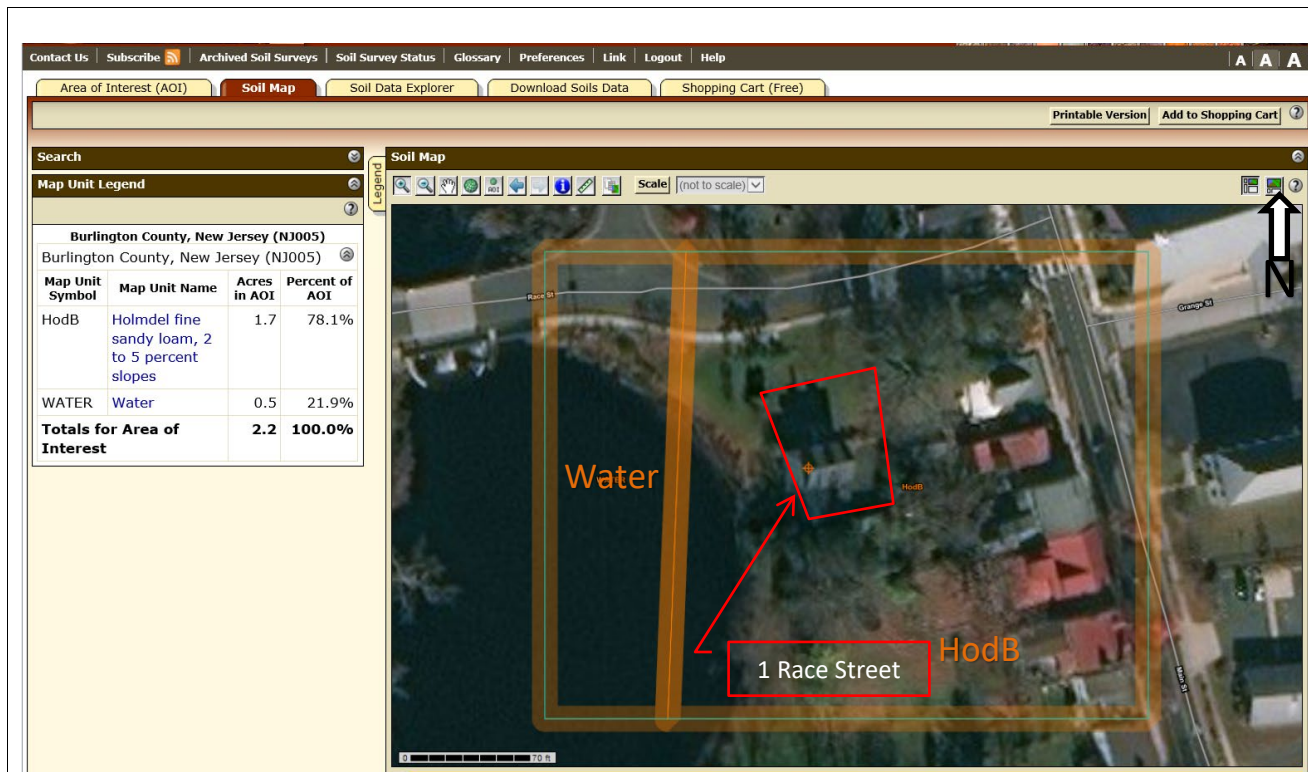 Contact Us | Subscribe | Archived Soil Surveys | Soil Survey Status | Glossary | Preferences | Link | Logout | Help
A A A
Area of Interest (AOI) Soil Map Soil Data Explorer Download Soils Data Shopping Cart (Free)
Printable Version Add to Shopping Cart ?
Search
Map Unit Legend
?
Burlington County, New Jersey (NJ005)
Burlington County, New Jersey (NJ005)
Map Unit Symbol Map Unit Name Acres in AOI Percent of AOI
HodB Holmdel fine sandy loam, 2 to 5 percent slopes 1.7 78.1%
WATER Water 0.5 21.9%
Totals for Area of Interest 2.2 100.0%
Legend
Soil Map
AOI
Scale (not to scale) ?
N
Race St
Grange St
Water
WATER
HodB
HodB
1 Race Street
Main St
0 70 ft